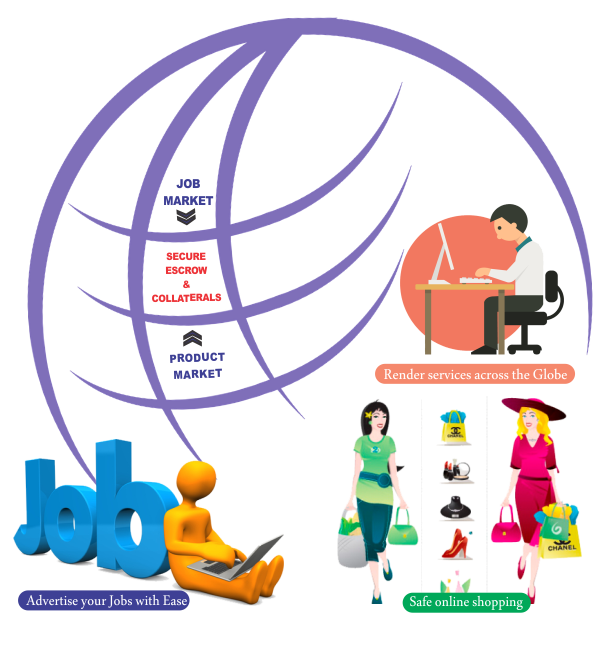 JOB
MARKET
SECURE
ESCROW
&
COLLATERALS
PRODUCT
MARKET
Render services across the Globe
Job
CHANEL
CHANEL
Advertise your Jobs with Ease
Safe online shopping